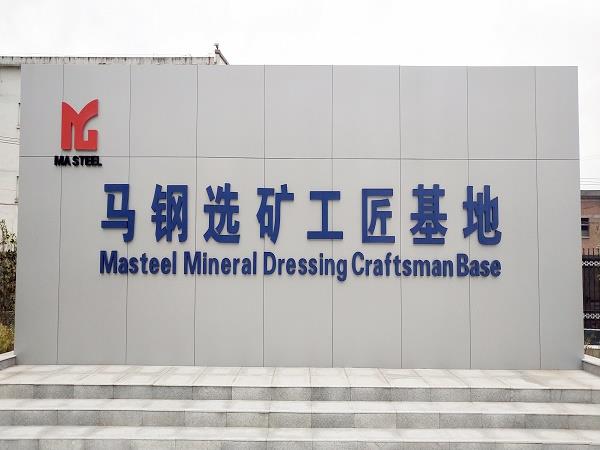 MA STEEL
马钢选矿工匠基地
Masteel Mineral Dressing Craftsman Base